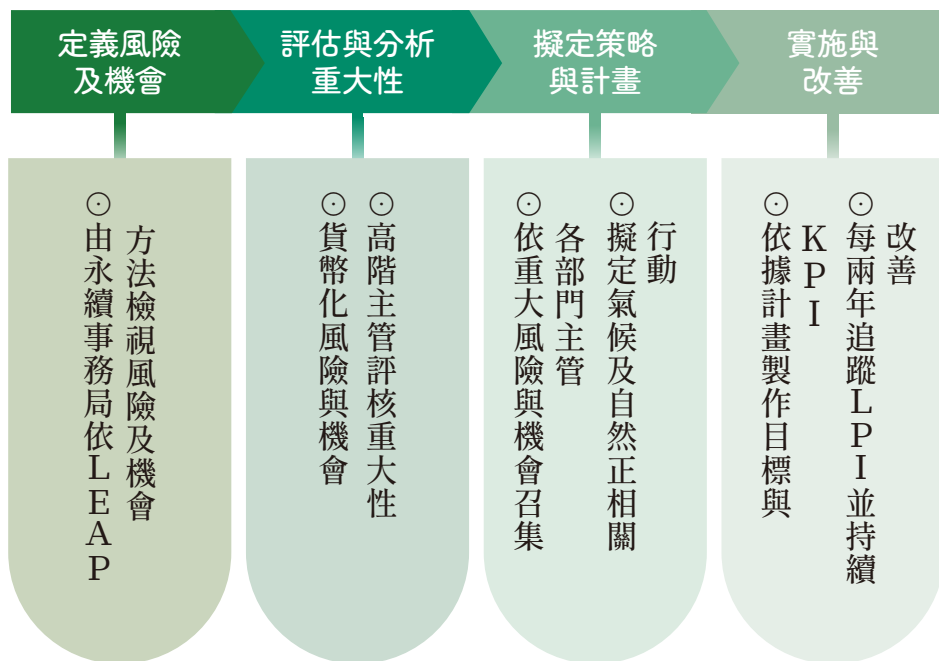 定義風險
及機會
評估與分析
重大性
擬定策略
與計畫
實施與
改善
⊙由永續事務局依LEAP
方法檢視風險及機會
⊙貨幣化風險與機會
⊙高階主管評核重大性
⊙依重大風險與機會召集
各部門主管
⊙擬定氣候及自然正相關
行動
⊙依據計畫製作目標與
KPI
⊙每兩年追蹤LPI並持續
改善